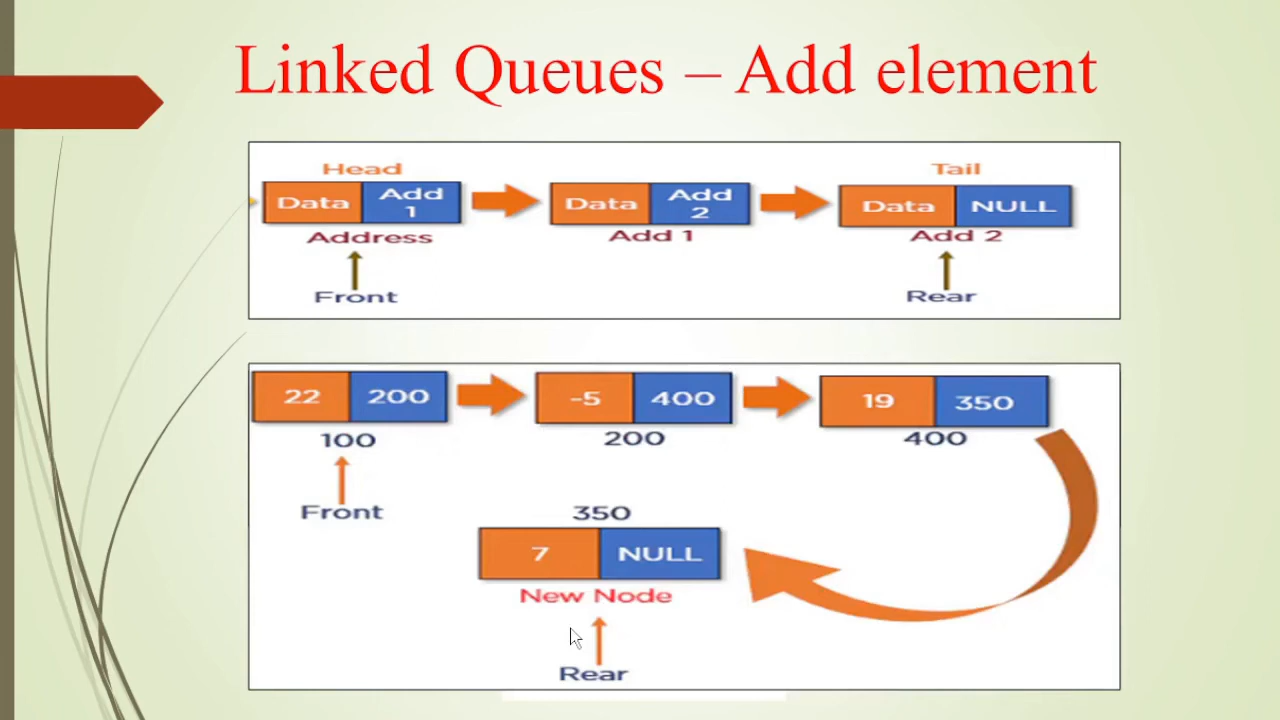 Linked Queues – Add element
Head Tail
Data Add 1 Data Add 2 Data NULL
Address Add 1 Add 2
Front Rear
22 200 -5 400 19 350
100 200 400
Front 350
7 NULL
New Node
Rear